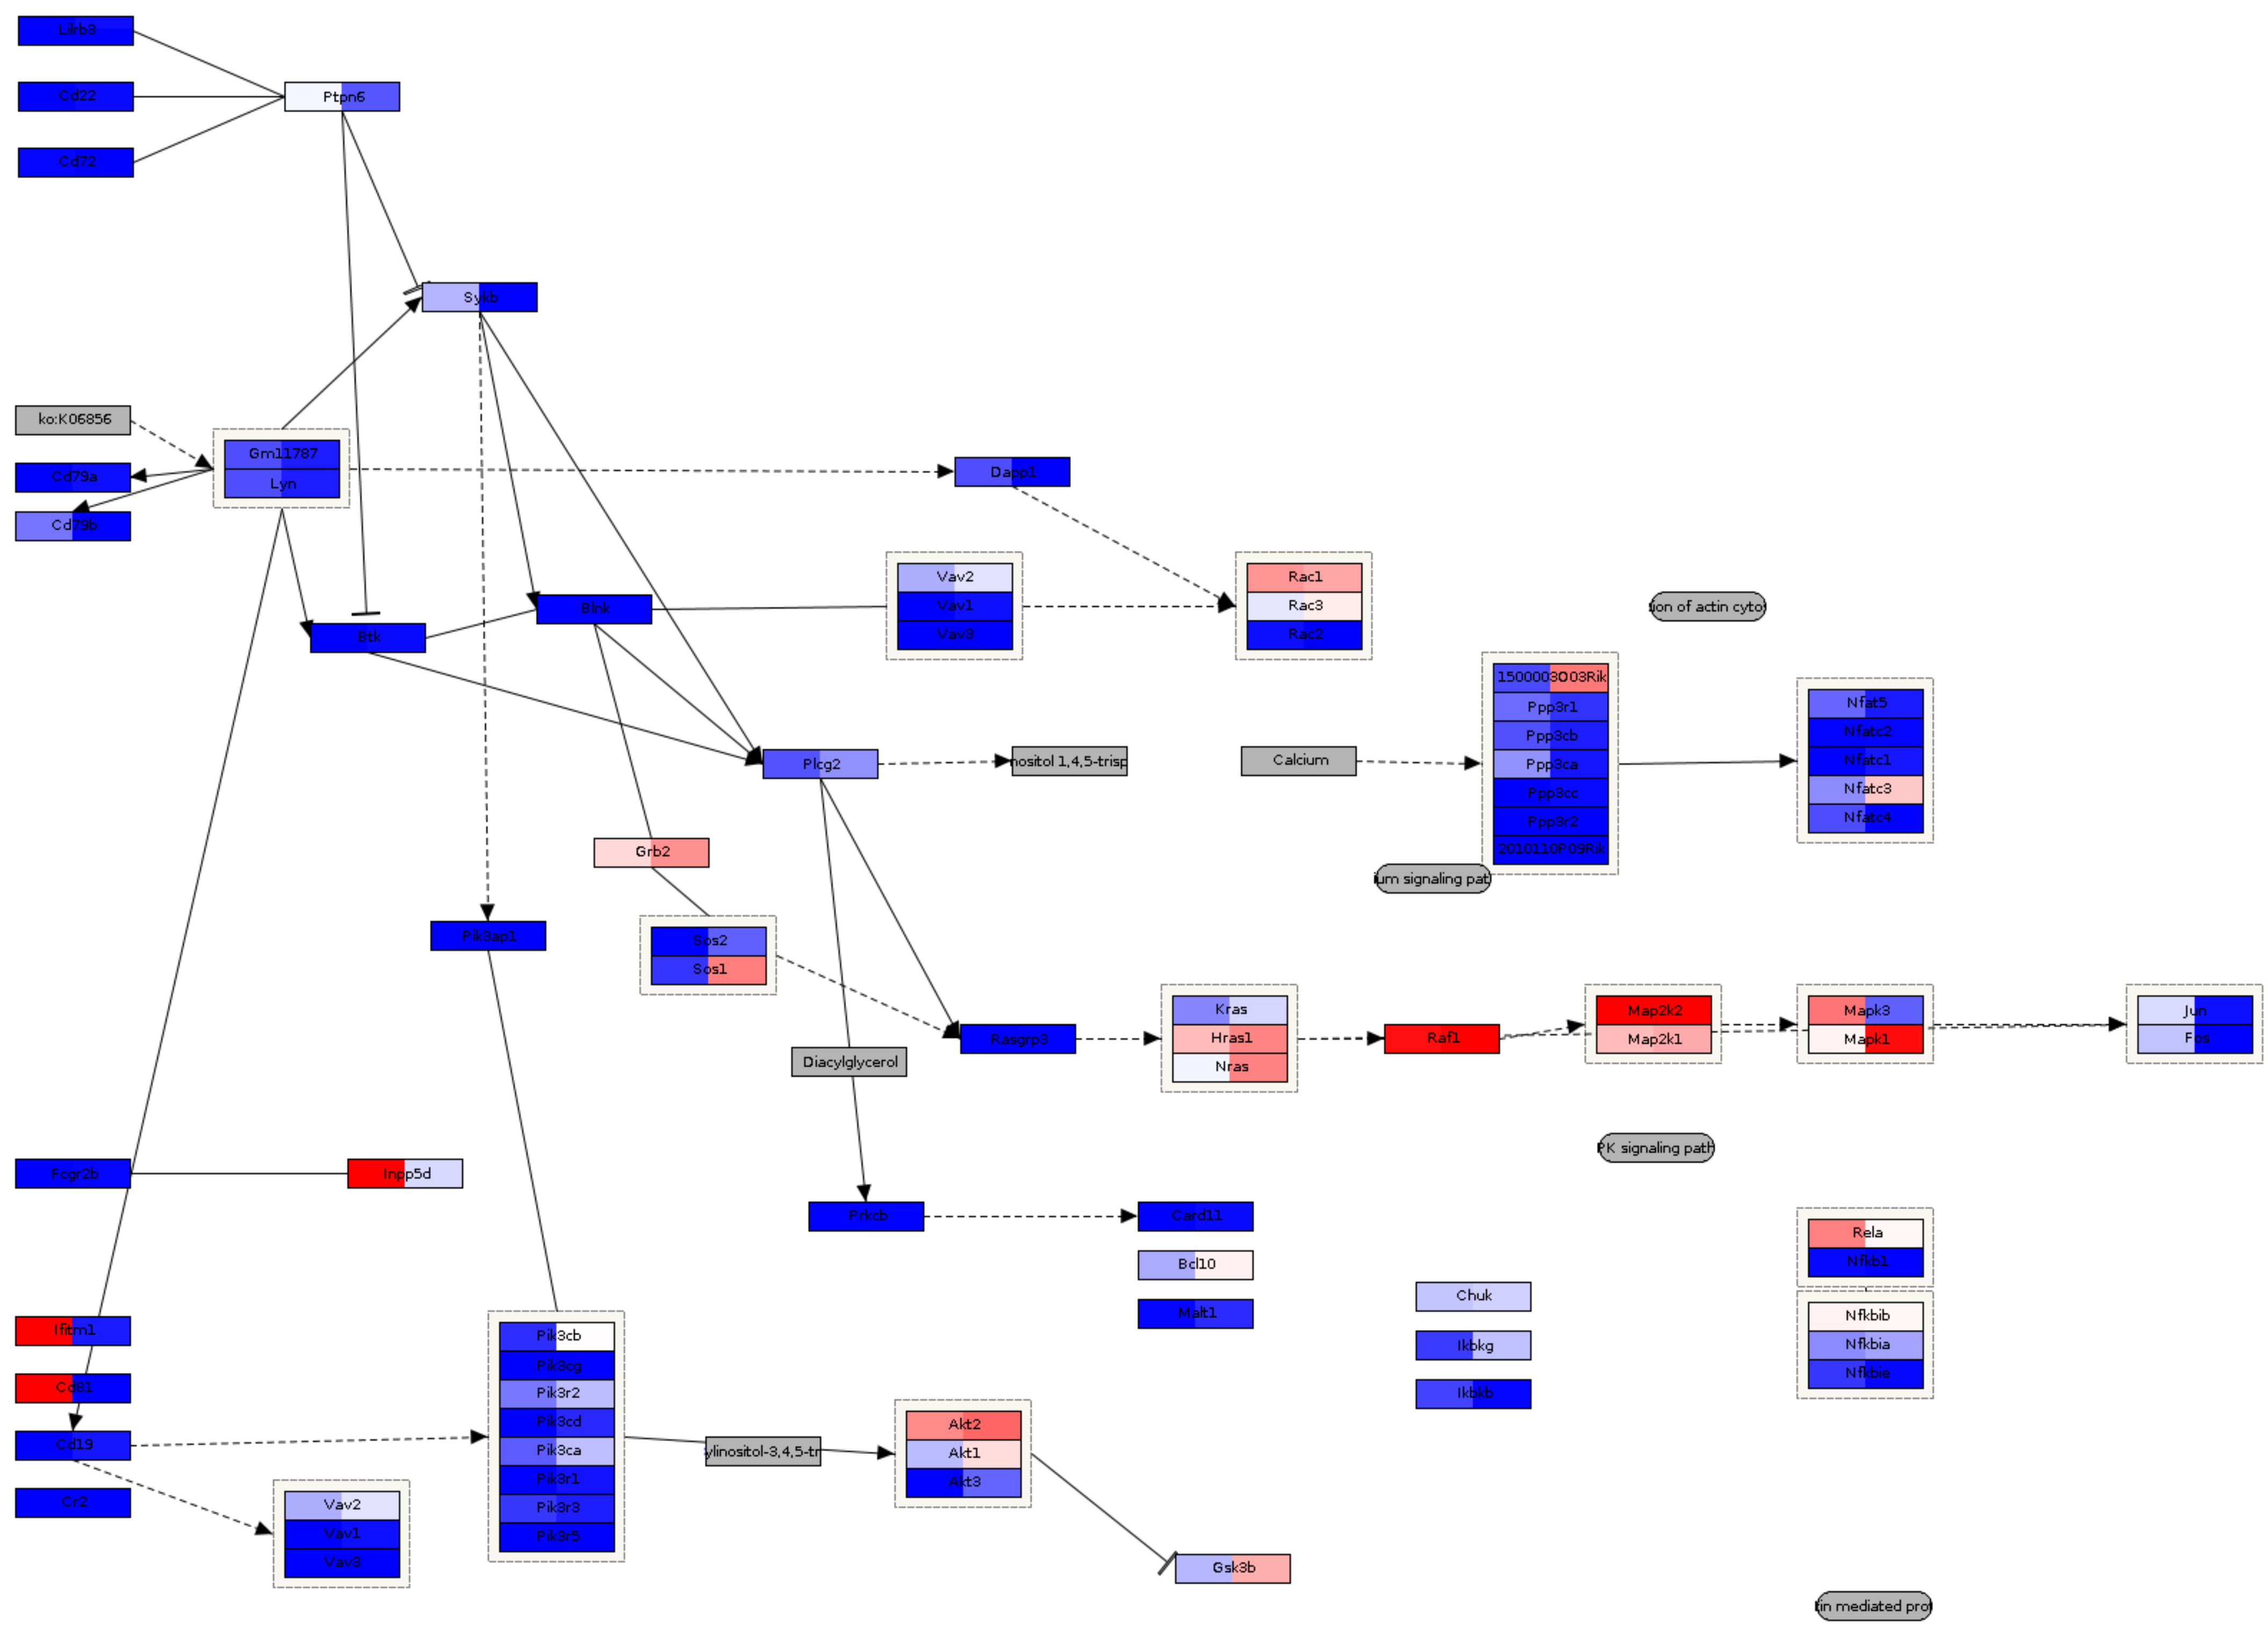 Lilrb3
Cd22
Ptpn6
Cd72
Sykb
ko:K06856
Gm11787
Lyn
Cd79a
Cd79b
Dapp1
Vav2
Vav1
Vav3
Rac1
Rac3
Rac2
ion of actin cyto
Blnk
Btk
1500003O03Rik
Ppp3r1
Ppp3cb
Ppp3ca
Ppp3cc
Ppp3r2
2010110P09Rik
Nfat5
Nfatc2
Nfatc1
Nfatc3
Nfatc4
Plcg2
nositol 1,4,5-trisp
Calcium
Grb2
ium signaling pat
Pik3ap1
Sos2
Sos1
Rasgrp3
Diacylglycerol
Kras
Hras1
Nras
Raf1
Map2k2
Map2k1
Mapk3
Mapk1
Jun
Fos
PK signaling path
Fcgr2b
Inpp5d
Prkcb
Card11
Bcl10
Malt1
Chuk
Ikbkg
Ikbkb
Rela
Nfkb1
Nfkbib
Nfkbia
Nfkbie
Ifitm1
Cd81
Cd19
Cr2
Vav2
Vav1
Vav3
Pik3cb
Pik3cg
Pik3r2
Pik3cd
Pik3ca
Pik3r1
Pik3r3
Pik3r5
ylinositol-3,4,5-tr
Akt2
Akt1
Akt3
Gsk3b
tin mediated prot